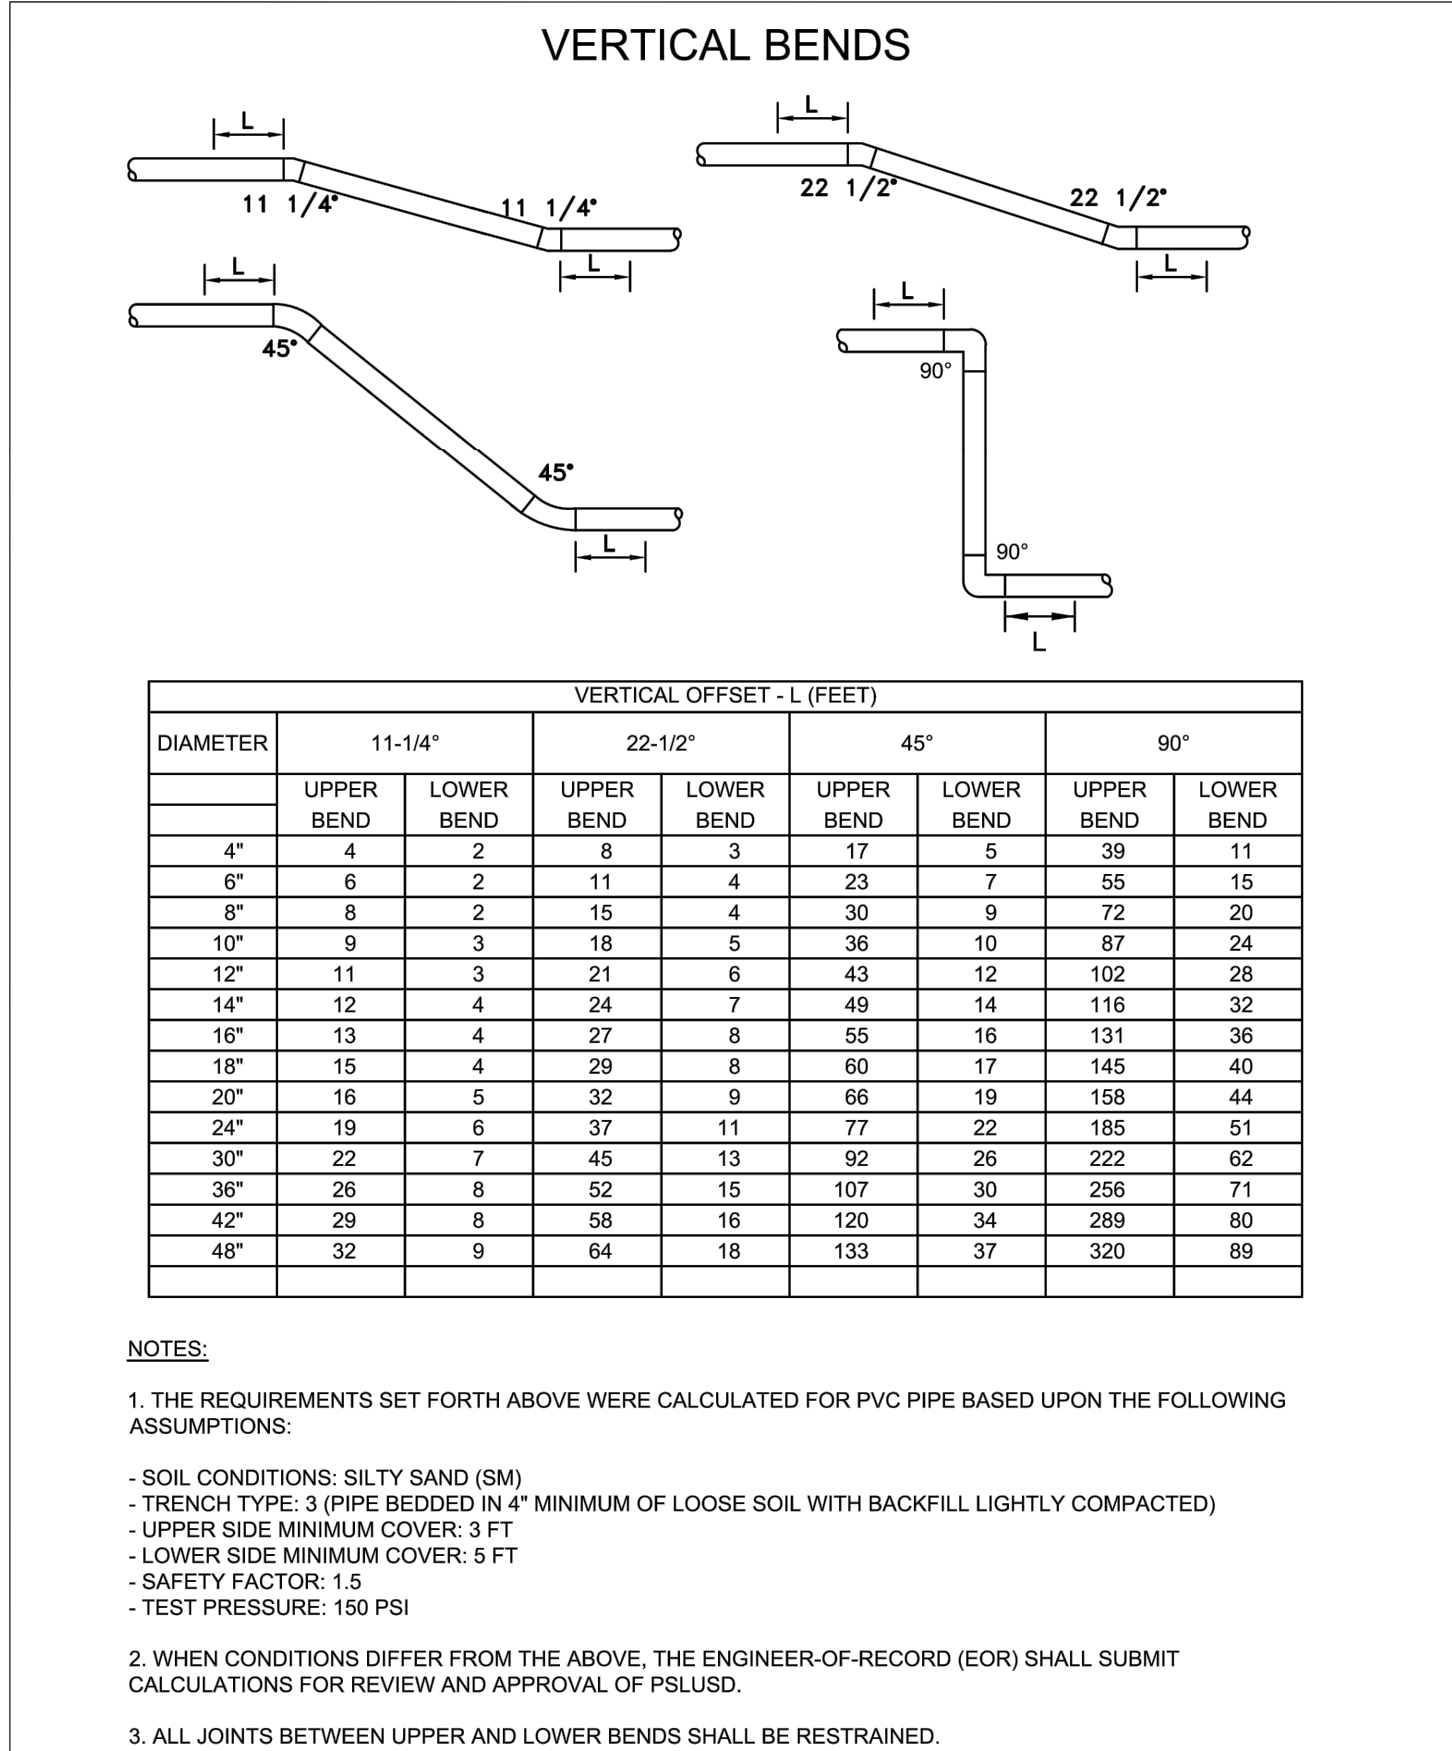 VERTICAL BENDS
L
L
11 1/4°
11 1/4°
22 1/2°
22 1/2°
L
L
L
L
45°
90°
45°
90°
L
L
VERTICAL OFFSET - L (FEET)
DIAMETER 11-1/4° 22-1/2° 45° 90°
UPPER LOWER UPPER LOWER UPPER LOWER UPPER LOWER
BEND BEND BEND BEND BEND BEND BEND BEND
4" 4 2 8 3 17 5 39 11
6" 6 2 11 4 23 7 55 15
8" 8 2 15 4 30 9 72 20
10" 9 3 18 5 36 10 87 24
12" 11 3 21 6 43 12 102 28
14" 12 4 24 7 49 14 116 32
16" 13 4 27 8 55 16 131 36
18" 15 4 29 8 60 17 145 40
20" 16 5 32 9 66 19 158 44
24" 19 6 37 11 77 22 185 51
30" 22 7 45 13 92 26 222 62
36" 26 8 52 15 107 30 256 71
42" 29 8 58 16 120 34 289 80
48" 32 9 64 18 133 37 320 89
NOTES:
1. THE REQUIREMENTS SET FORTH ABOVE WERE CALCULATED FOR PVC PIPE BASED UPON THE FOLLOWING
ASSUMPTIONS:
- SOIL CONDITIONS: SILTY SAND (SM)
- TRENCH TYPE: 3 (PIPE BEDDED IN 4" MINIMUM OF LOOSE SOIL WITH BACKFILL LIGHTLY COMPACTED)
- UPPER SIDE MINIMUM COVER: 3 FT
- LOWER SIDE MINIMUM COVER: 5 FT
- SAFETY FACTOR: 1.5
- TEST PRESSURE: 150 PSI
2. WHEN CONDITIONS DIFFER FROM THE ABOVE, THE ENGINEER-OF-RECORD (EOR) SHALL SUBMIT
CALCULATIONS FOR REVIEW AND APPROVAL OF PSLUSD.
3. ALL JOINTS BETWEEN UPPER AND LOWER BENDS SHALL BE RESTRAINED.